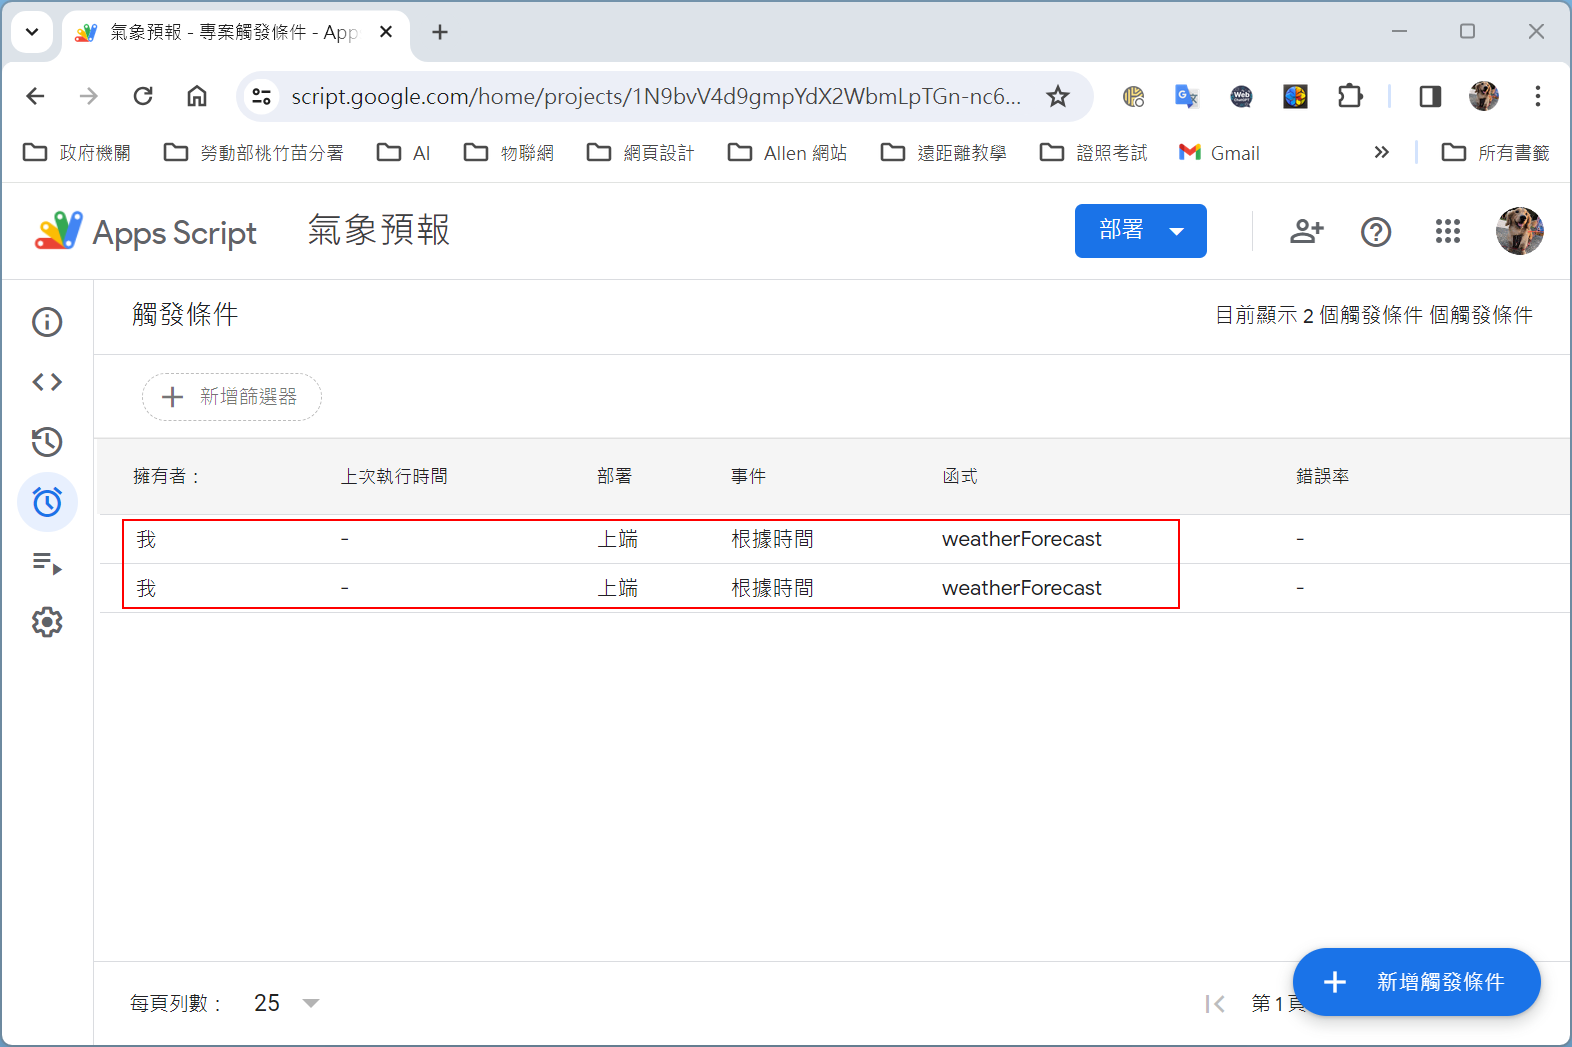 氣象預報 - 專案觸發條件 - App
script.google.com/home/projects/1N9bvV4d9gmpYdX2WbmLpTGn-nc6...
政府機關 勞動部桃竹苗分署 AI 物聯網 網頁設計 Allen 網站 遠距離教學 證照考試 Gmail 所有書籤
Apps Script 氣象預報 部署
觸發條件 目前顯示 2 個觸發條件 個觸發條件
新增篩選器
擁有者： 上次執行時間 部署 事件 函式 錯誤率
我 - 上端 根據時間 weatherForecast -
我 - 上端 根據時間 weatherForecast -
每頁列數： 25 第 1 頁
新增觸發條件